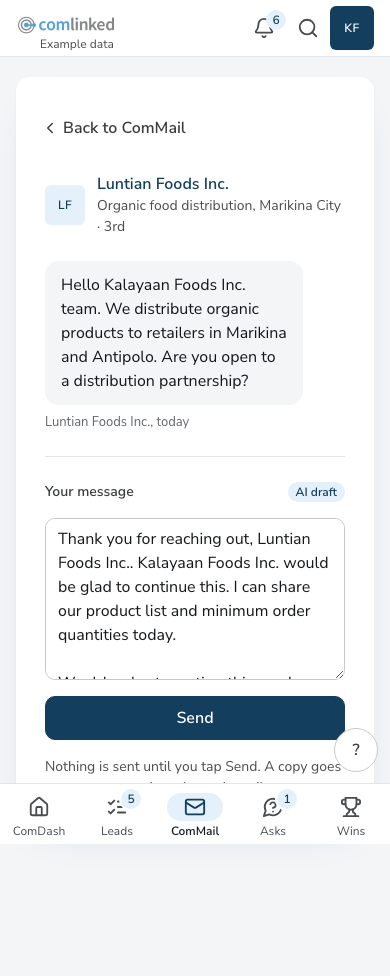 comlinked
Example data
6
KF
Back to ComMail
LF
Luntian Foods Inc.
Organic food distribution, Marikina City
· 3rd
Hello Kalayaan Foods Inc.
team. We distribute organic
products to retailers in Marikina
and Antipolo. Are you open to
a distribution partnership?
Luntian Foods Inc., today
Your message
AI draft
Thank you for reaching out, Luntian
Foods Inc.. Kalayaan Foods Inc. would
be glad to continue this. I can share
our product list and minimum order
quantities today.
Send
?
Nothing is sent until you tap Send. A copy goes
5
1
ComDash
Leads
ComMail
Asks
Wins